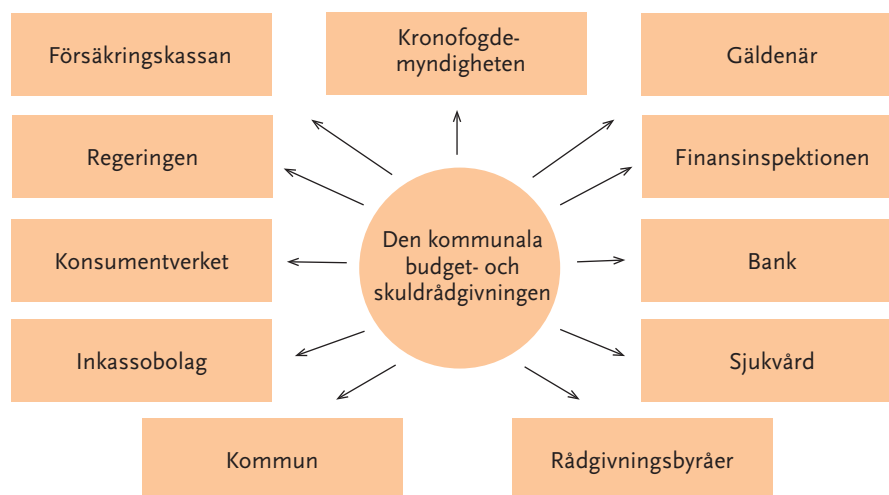 Försäkringskassan
Kronofogde-
myndigheten
Gäldenär
Regeringen
Finansinspektionen
Den kommunala
budget- och
skuldrådgivningen
Konsumentverket
Bank
Inkassobolag
Sjukvård
Kommun
Rådgivningsbyråer